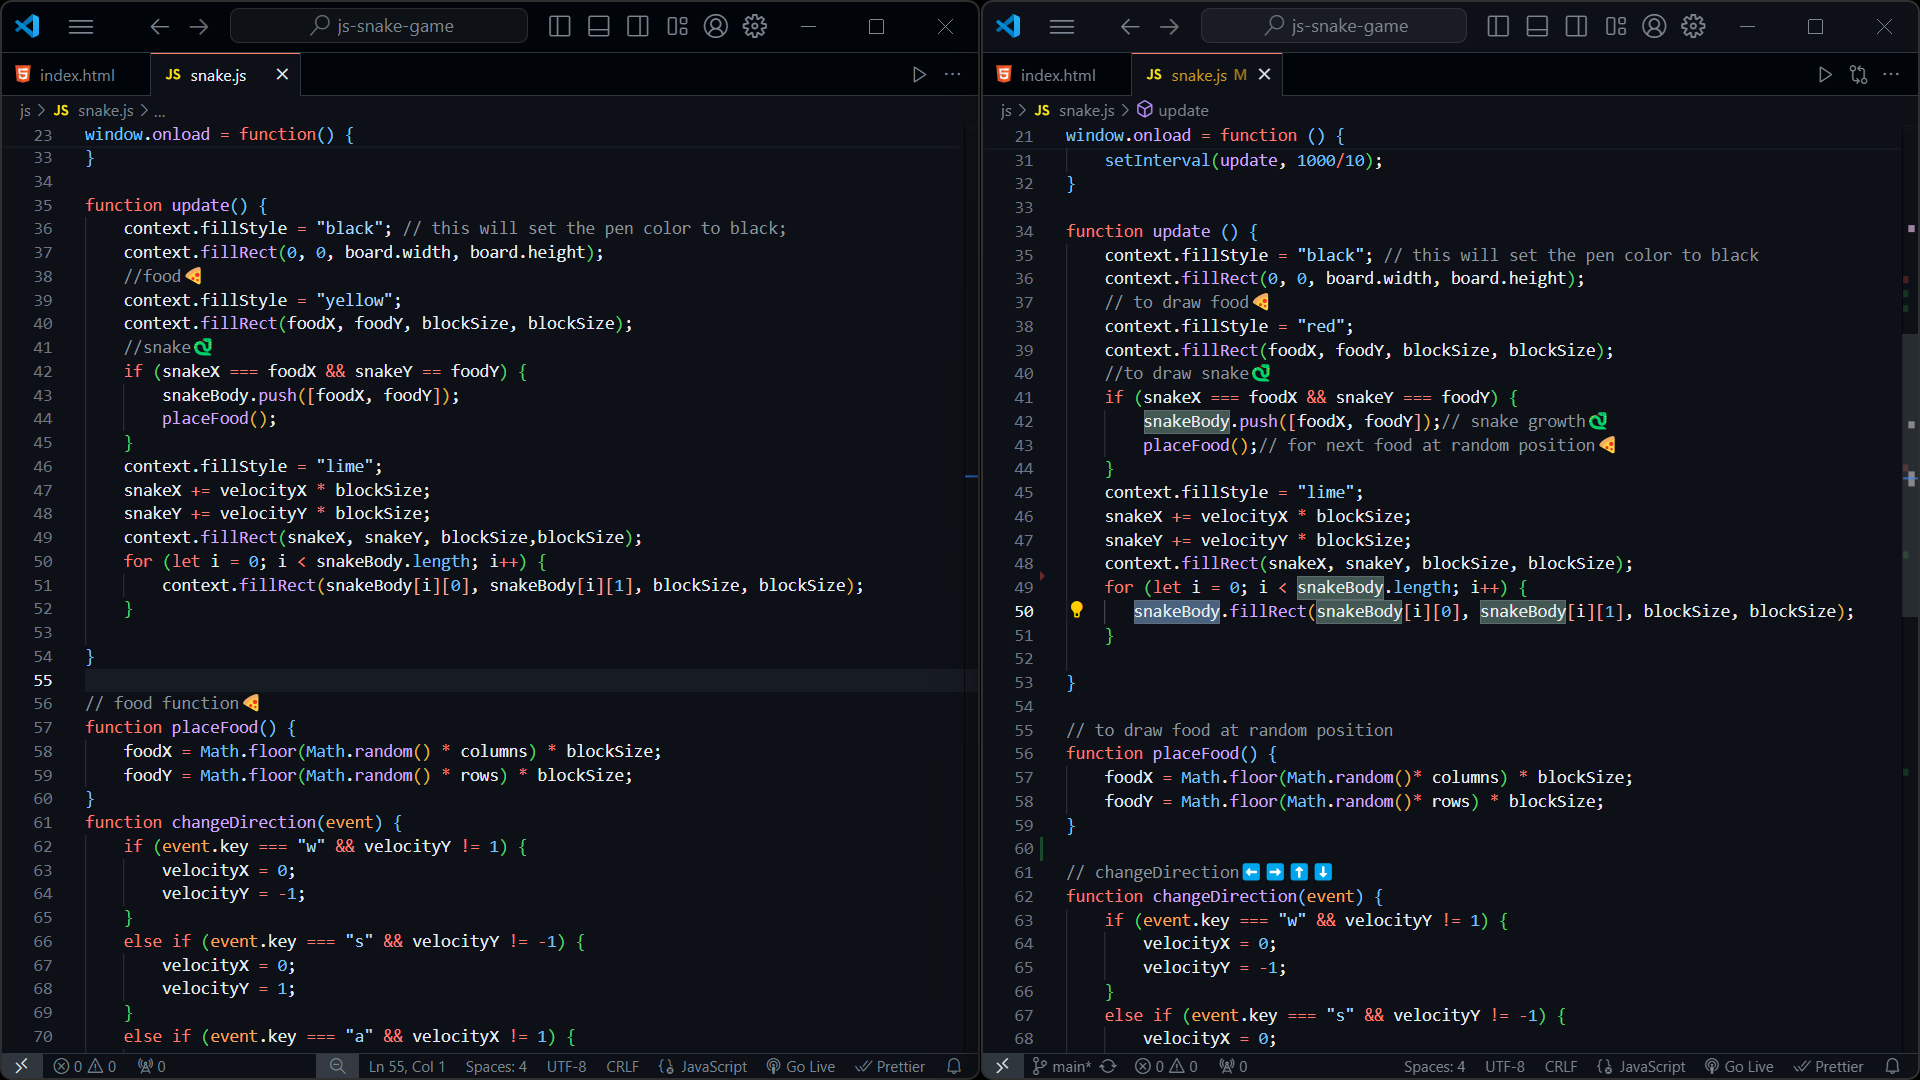 js-snake-game
index.html
JS snake.js
js > JS snake.js > ...
23 window.onload = function() {
33 }
34
35 function update() {
36 context.fillStyle = "black"; // this will set the pen color to black;
37 context.fillRect(0, 0, board.width, board.height);
38 //food🍕
39 context.fillStyle = "yellow";
40 context.fillRect(foodX, foodY, blockSize, blockSize);
41 //snake🐍
42 if (snakeX === foodX && snakeY == foodY) {
43 snakeBody.push([foodX, foodY]);
44 placeFood();
45 }
46 context.fillStyle = "lime";
47 snakeX += velocityX * blockSize;
48 snakeY += velocityY * blockSize;
49 context.fillRect(snakeX, snakeY, blockSize,blockSize);
50 for (let i = 0; i < snakeBody.length; i++) {
51 context.fillRect(snakeBody[i][0], snakeBody[i][1], blockSize, blockSize);
52 }
53
54 }
55
56 // food function🍕
57 function placeFood() {
58 foodX = Math.floor(Math.random() * columns) * blockSize;
59 foodY = Math.floor(Math.random() * rows) * blockSize;
60 }
61 function changeDirection(event) {
62 if (event.key === "w" && velocityY != 1) {
63 velocityX = 0;
64 velocityY = -1;
65 }
66 else if (event.key === "s" && velocityY != -1) {
67 velocityX = 0;
68 velocityY = 1;
69 }
70 else if (event.key === "a" && velocityX != 1) {
0 0 0 Ln 55, Col 1 Spaces: 4 UTF-8 CRLF {} JavaScript Go Live Prettier
js-snake-game
index.html
JS snake.js M
js > JS snake.js > update
21 window.onload = function () {
31 setInterval(update, 1000/10);
32 }
33
34 function update () {
35 context.fillStyle = "black"; // this will set the pen color to black
36 context.fillRect(0, 0, board.width, board.height);
37 // to draw food🍕
38 context.fillStyle = "red";
39 context.fillRect(foodX, foodY, blockSize, blockSize);
40 //to draw snake🐍
41 if (snakeX === foodX && snakeY === foodY) {
42 snakeBody.push([foodX, foodY]);// snake growth🐍
43 placeFood();// for next food at random position🍕
44 }
45 context.fillStyle = "lime";
46 snakeX += velocityX * blockSize;
47 snakeY += velocityY * blockSize;
48 context.fillRect(snakeX, snakeY, blockSize, blockSize);
49 for (let i = 0; i < snakeBody.length; i++) {
50 snakeBody.fillRect(snakeBody[i][0], snakeBody[i][1], blockSize, blockSize);
51 }
52
53 }
54
55 // to draw food at random position
56 function placeFood() {
57 foodX = Math.floor(Math.random()* columns) * blockSize;
58 foodY = Math.floor(Math.random()* rows) * blockSize;
59 }
60
61 // changeDirection⬅️➡️⬆️⬇️
62 function changeDirection(event) {
63 if (event.key === "w" && velocityY != 1) {
64 velocityX = 0;
65 velocityY = -1;
66 }
67 else if (event.key === "s" && velocityY != -1) {
68 velocityX = 0;
main* 0 0 0 Spaces: 4 UTF-8 CRLF {} JavaScript Go Live Prettier